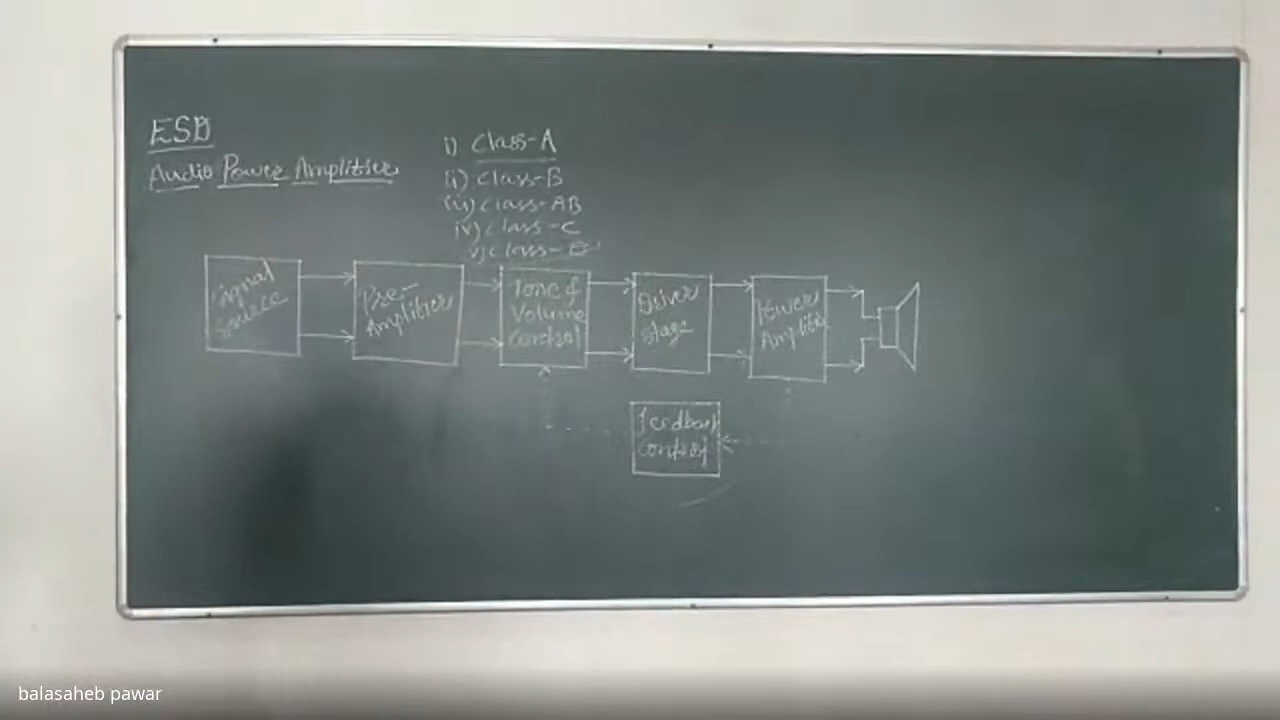 ESD
Audio Power Amplifier
i) Class-A
ii) Class-B
iii) Class-AB
iv) Class-C
v) Class-
Signal
Source
Pre-
Amplifier
Tone &
Volume
Control
Driver
Stage
Power
Amplifi
Feedback
Control
balasaheb pawar